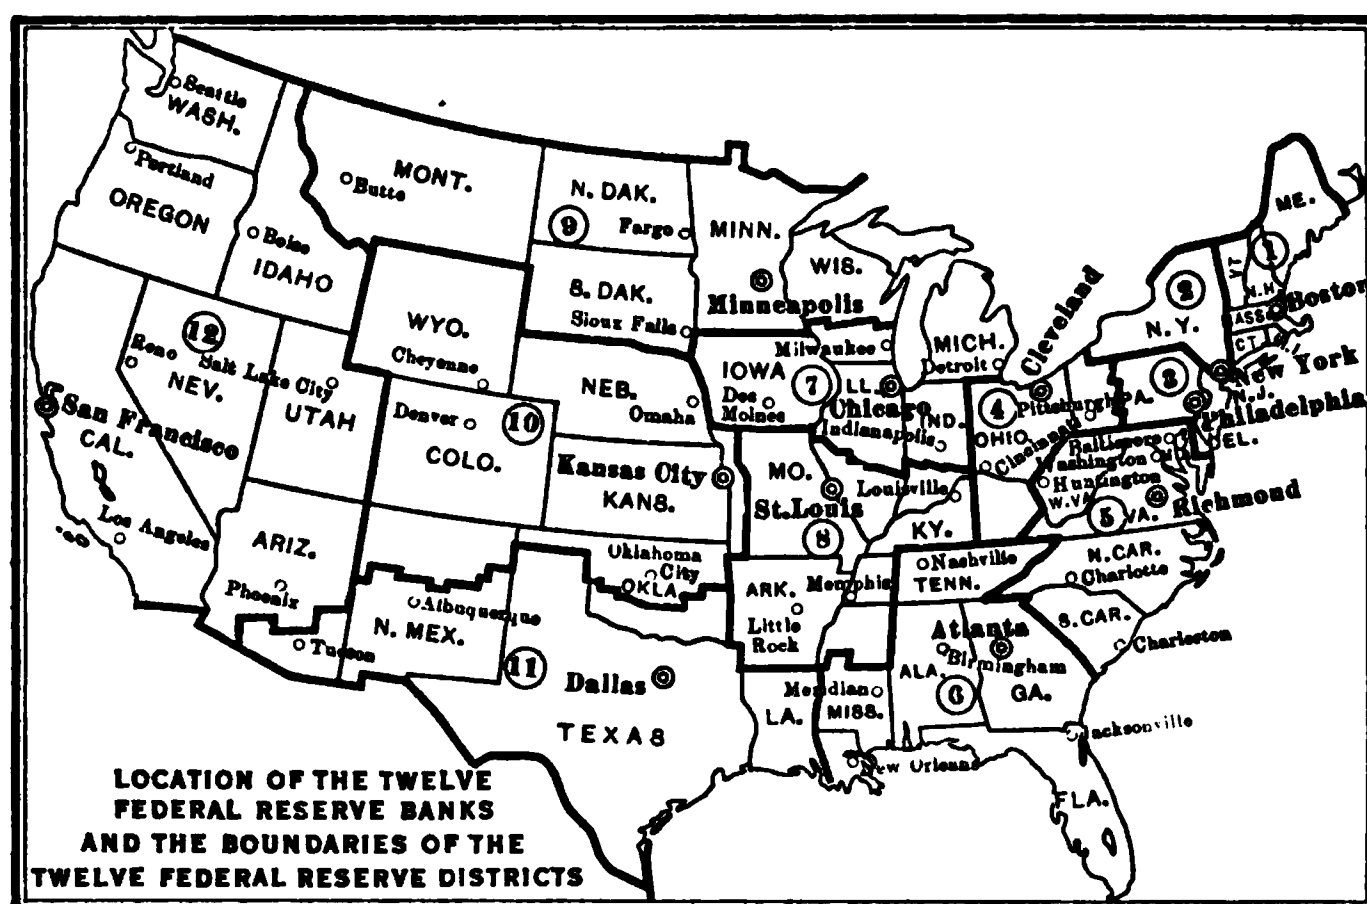 Seattle
WASH.
Portland
OREGON
Boise
IDAHO
MONT.
Butte
N. DAK.
9
Fargo
MINN.
S. DAK.
Sioux Falls
Minneapolis
WIS.
Milwaukee
MICH.
Detroit
Cleveland
ME.
1
VT
N.H.
Boston
ASS
CT.
R.I.
2
N. Y.
New York
N.J.
3
PA.
Philadelphia
DEL.
12
Reno
NEV.
Salt Lake City
UTAH
WYO.
Cheyenne
NEB.
Omaha
IOWA
Des
Moines
7
ILL.
Chicago
IND.
Indianapolis
4
OHIO
Pittsburgh
Cincinnati
Baltimore
Washington
Huntington
W.VA
5
VA.
Richmond
San Francisco
CAL.
Los Angeles
Denver
10
COLO.
Kansas City
KANS.
MO.
St.Louis
8
Louisville
KY.
ARIZ.
Phoenix
Tucson
Albuquerque
N. MEX.
Oklahoma
City
OKLA.
ARK.
Little
Rock
Memphis
Nashville
TENN.
N.CAR.
Charlotte
S.CAR.
Charleston
11
Dallas
TEXAS
LA.
Meridian
MISS.
Atlanta
Birmingham
ALA.
6
GA.
Jacksonville
New Orleans
FLA.
LOCATION OF THE TWELVE
FEDERAL RESERVE BANKS
AND THE BOUNDARIES OF THE
TWELVE FEDERAL RESERVE DISTRICTS